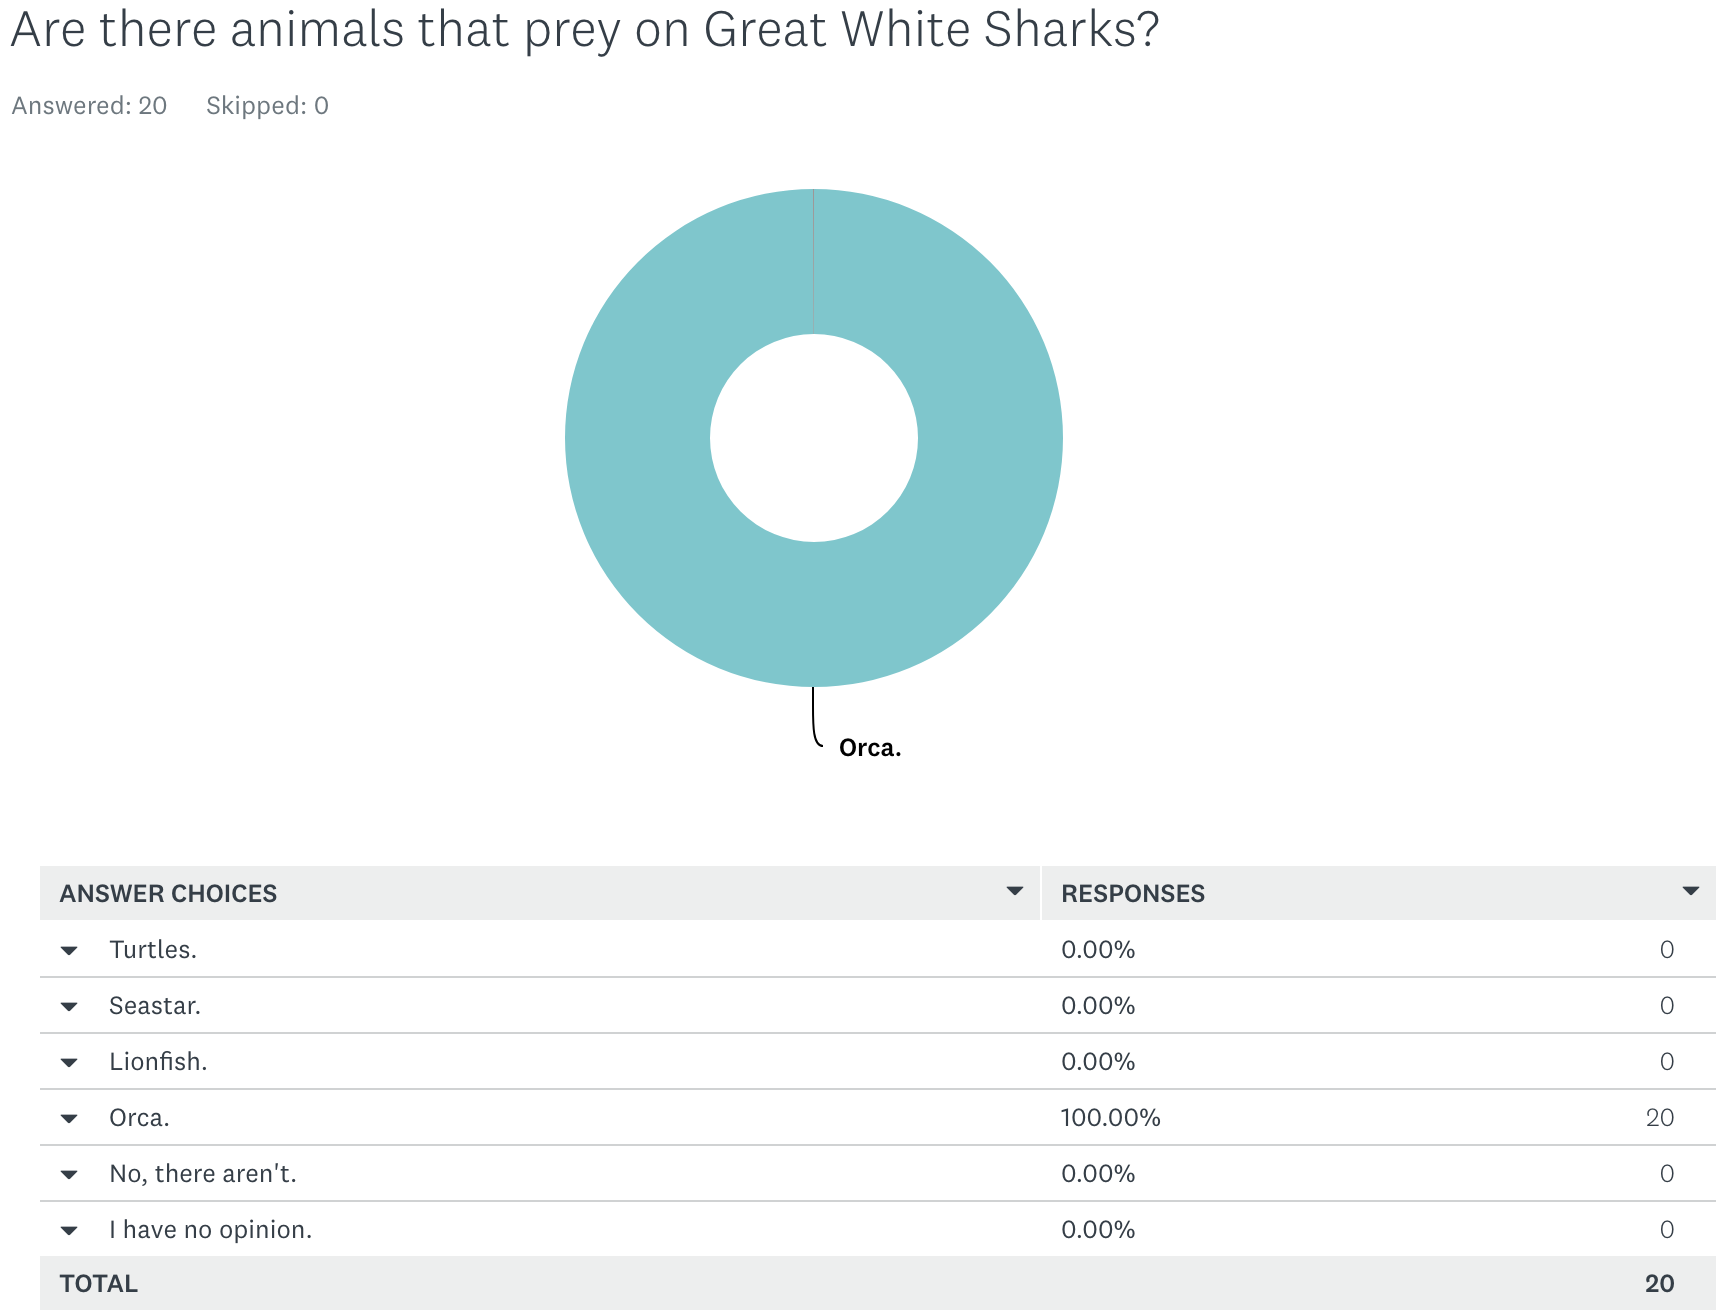 Are there animals that prey on Great White Sharks?
Answered: 20 Skipped: 0
Orca.
ANSWER CHOICES RESPONSES
Turtles. 0.00% 0
Seastar. 0.00% 0
Lionfish. 0.00% 0
Orca. 100.00% 20
No, there aren't. 0.00% 0
I have no opinion. 0.00% 0
TOTAL 20